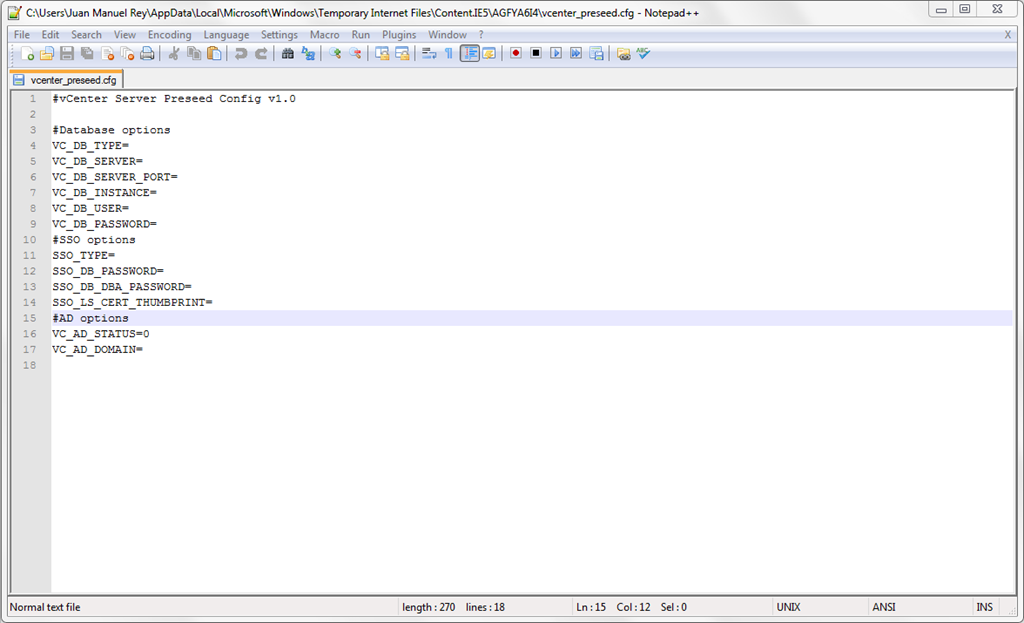 C:\Users\Juan Manuel Rey\AppData\Local\Microsoft\Windows\Temporary Internet Files\Content.IE5\AGFYA6I4\vcenter_preseed.cfg - Notepad++
File Edit Search View Encoding Language Settings Macro Run Plugins Window ? X
vcenter_preseed.cfg
1 #vCenter Server Preseed Config v1.0
2
3 #Database options
4 VC_DB_TYPE=
5 VC_DB_SERVER=
6 VC_DB_SERVER_PORT=
7 VC_DB_INSTANCE=
8 VC_DB_USER=
9 VC_DB_PASSWORD=
10 #SSO options
11 SSO_TYPE=
12 SSO_DB_PASSWORD=
13 SSO_DB_DBA_PASSWORD=
14 SSO_LS_CERT_THUMBPRINT=
15 #AD options
16 VC_AD_STATUS=0
17 VC_AD_DOMAIN=
18
Normal text file length : 270 lines : 18 Ln : 15 Col : 12 Sel : 0 UNIX ANSI INS